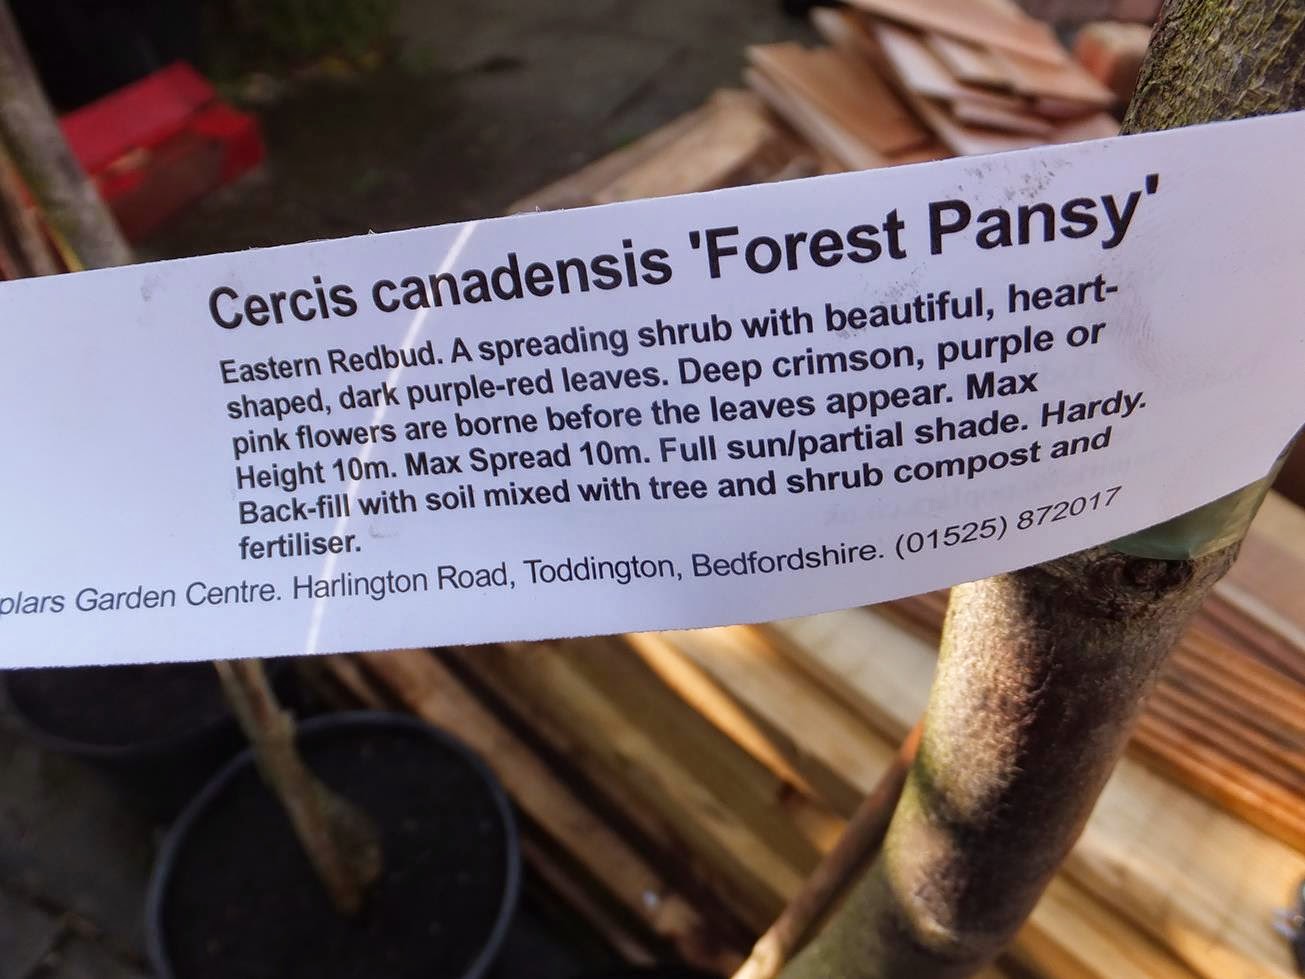 Cercis canadensis 'Forest Pansy'
Eastern Redbud. A spreading shrub with beautiful, heart-
shaped, dark purple-red leaves. Deep crimson, purple or
pink flowers are borne before the leaves appear. Max
Height 10m. Max Spread 10m. Full sun/partial shade. Hardy.
Back-fill with soil mixed with tree and shrub compost and
fertiliser.
plars Garden Centre. Harlington Road, Toddington, Bedfordshire. (01525) 872017